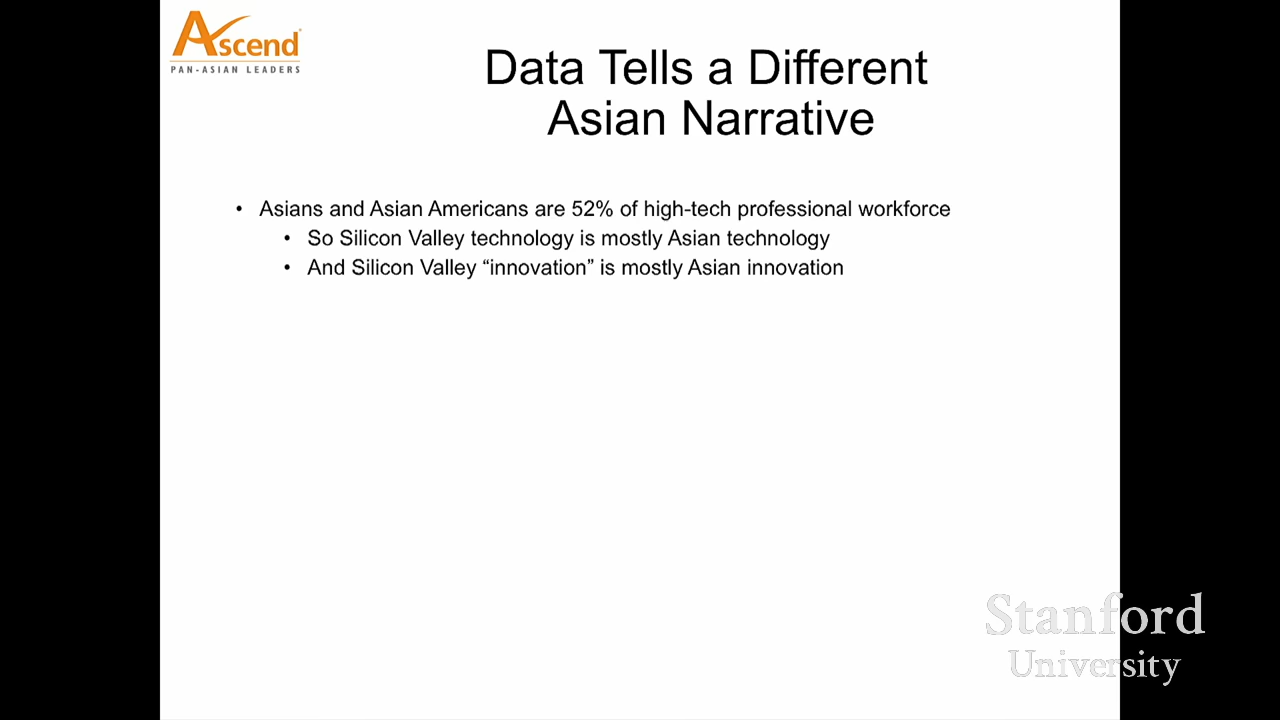 Ascend
PAN-ASIAN LEADERS
Data Tells a Different
Asian Narrative
• Asians and Asian Americans are 52% of high-tech professional workforce
• So Silicon Valley technology is mostly Asian technology
• And Silicon Valley “innovation” is mostly Asian innovation
Stanford
University